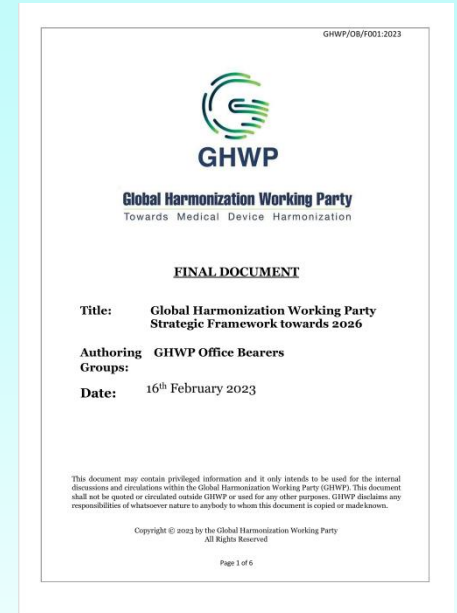 GHWP/OB/F001:2023
GHWP
Global Harmonization Working Party
Towards Medical Device Harmonization
FINAL DOCUMENT
Title: Global Harmonization Working Party
Strategic Framework towards 2026
Authoring GHWP Office Bearers
Groups:
Date: 16th February 2023
This document may contain privileged information and it only intends to be used for the internal
discussions and circulations within the Global Harmonization Working Party (GHWP). This document
shall not be quoted or circulated outside GHWP or used for any other purposes. GHWP disclaims any
responsibilities of whatsoever nature to anybody to whom this document is copied or madeknown.
Copyright © 2023 by the Global Harmonization Working Party
All Rights Reserved
Page 1 of 6